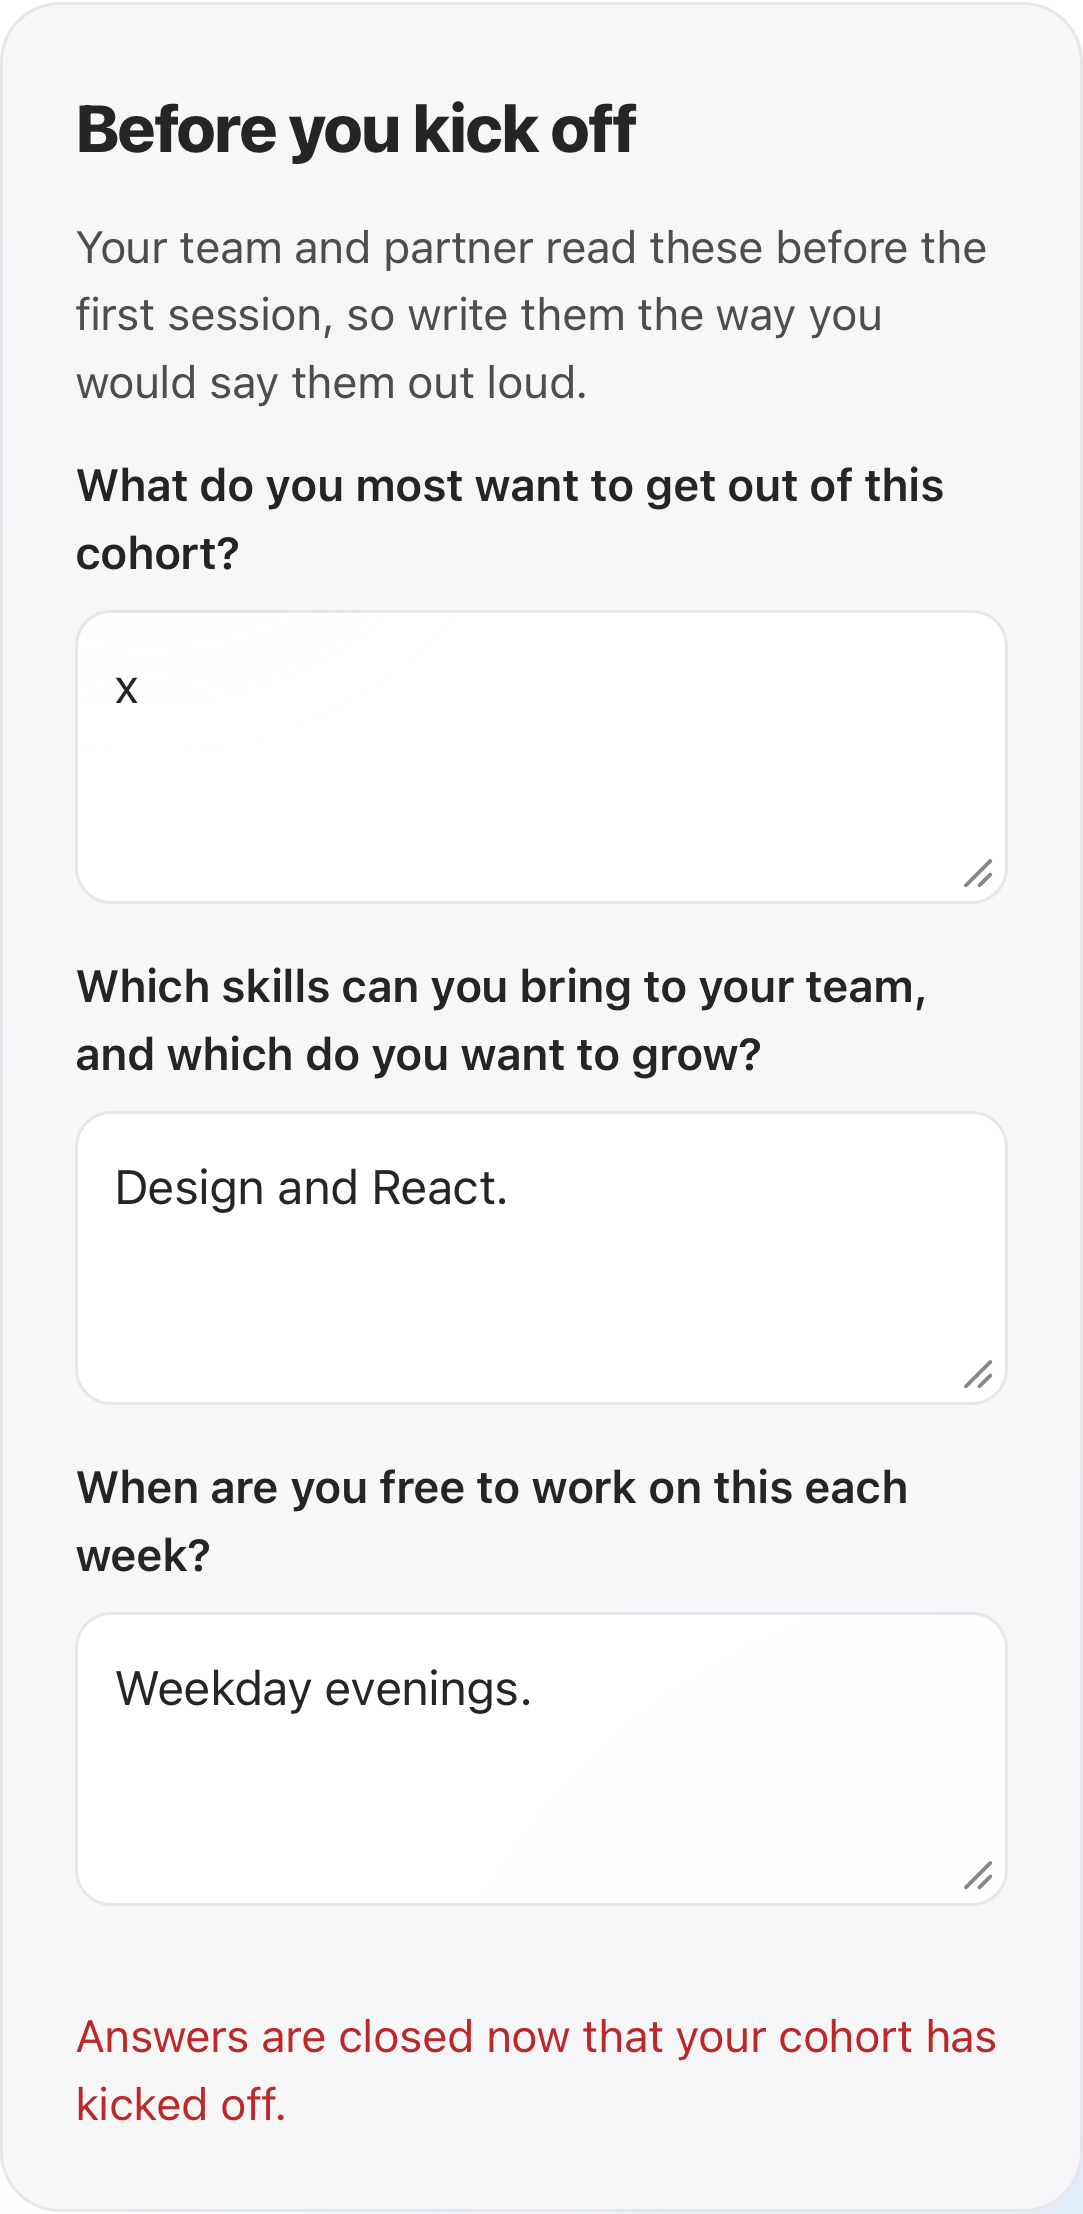 Before you kick off
Your team and partner read these before the
first session, so write them the way you
would say them out loud.
What do you most want to get out of this
cohort?
x
Which skills can you bring to your team,
and which do you want to grow?
Design and React.
When are you free to work on this each
week?
Weekday evenings.
Answers are closed now that your cohort has
kicked off.